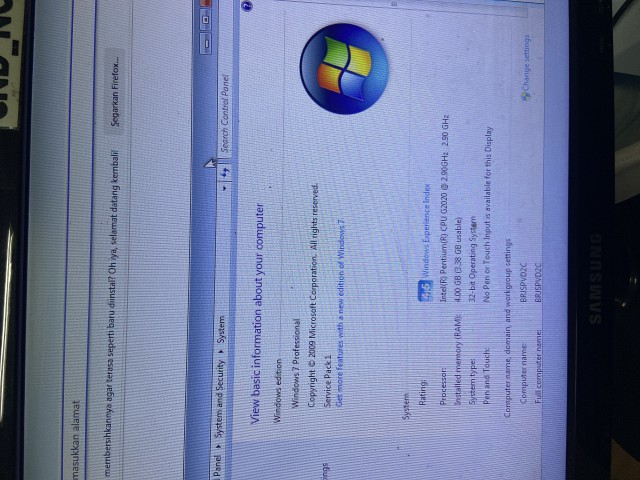 masukkan alamat
membersihkannya agar terasa seperti baru diinstal? Oh iya, selamat datang kembali!
Segarkan Firefox...
Panel ▸ System and Security ▸ System
Search Control Panel
View basic information about your computer
Windows edition
Windows 7 Professional
Copyright © 2009 Microsoft Corporation. All rights reserved.
Service Pack 1
Get more features with a new edition of Windows 7
System
Rating: 4.6 Windows Experience Index
Processor: Intel(R) Pentium(R) CPU G2020 @ 2.90GHz 2.90 GHz
Installed memory (RAM): 4.00 GB (3.38 GB usable)
System type: 32-bit Operating System
Pen and Touch: No Pen or Touch Input is available for this Display
Computer name, domain, and workgroup settings
Computer name: BRJSPVD2C
Change settings
Full computer name: BRJSPVD2C
SAMSUNG